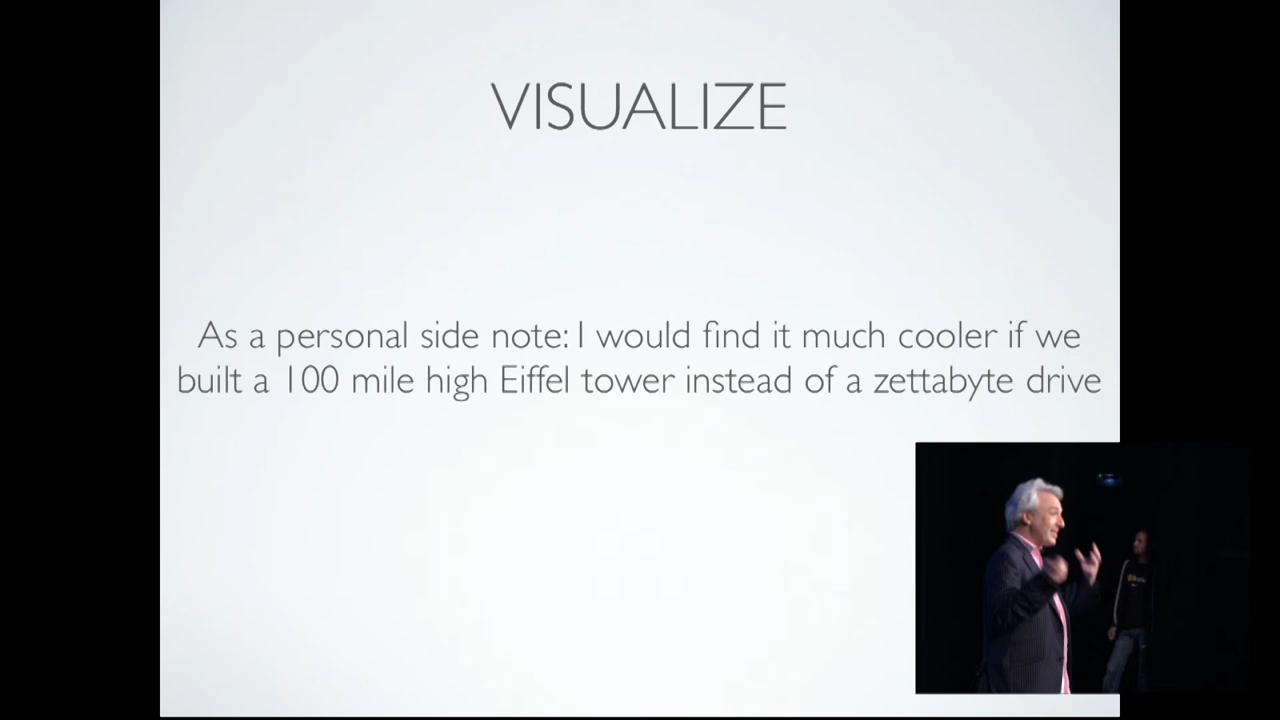 VISUALIZE
As a personal side note: I would find it much cooler if we
built a 100 mile high Eiffel tower instead of a zettabyte drive